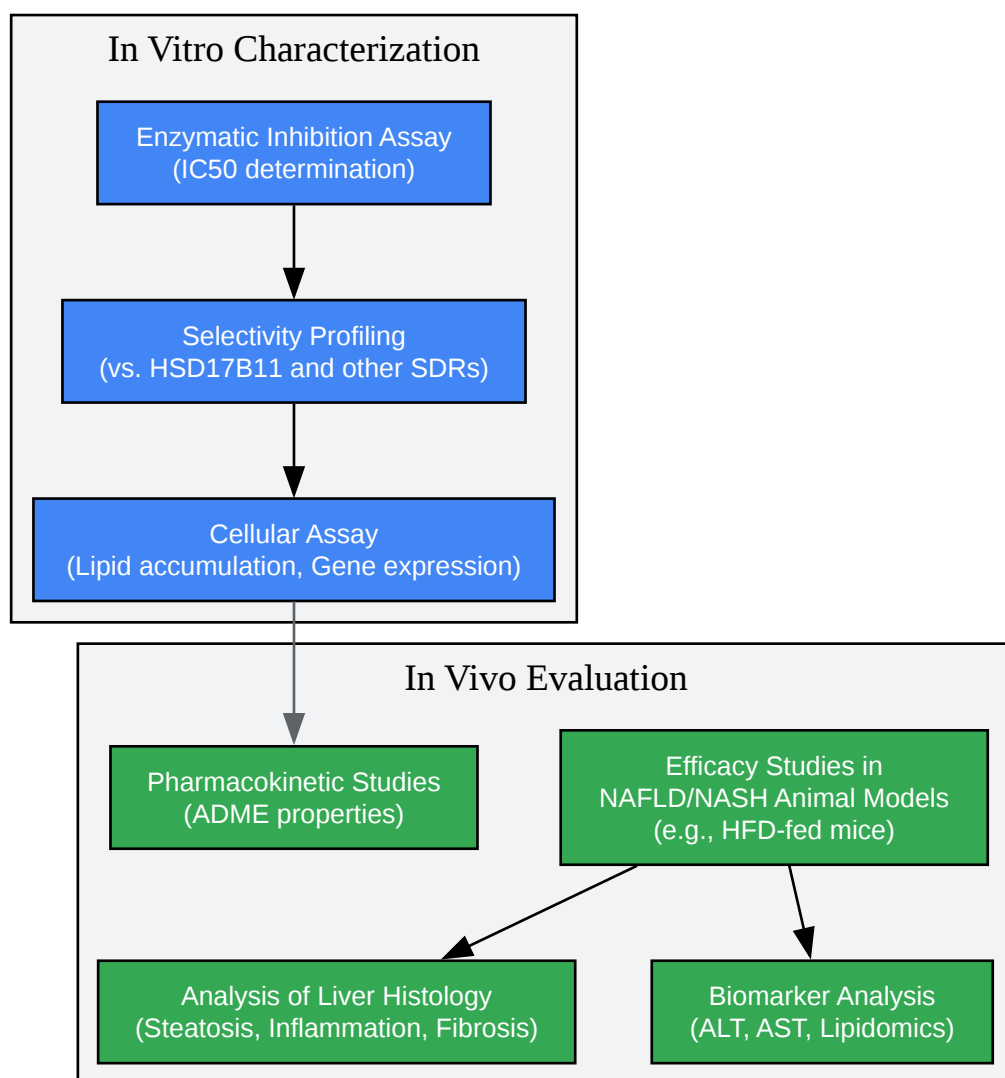 In Vitro Characterization
Enzymatic Inhibition Assay
(IC50 determination)
Selectivity Profiling
(vs. HSD17B11 and other SDRs)
Cellular Assay
(Lipid accumulation, Gene expression)
In Vivo Evaluation
Pharmacokinetic Studies
(ADME properties)
Efficacy Studies in
NAFLD/NASH Animal Models
(e.g., HFD-fed mice)
Analysis of Liver Histology
(Steatosis, Inflammation, Fibrosis)
Biomarker Analysis
(ALT, AST, Lipidomics)